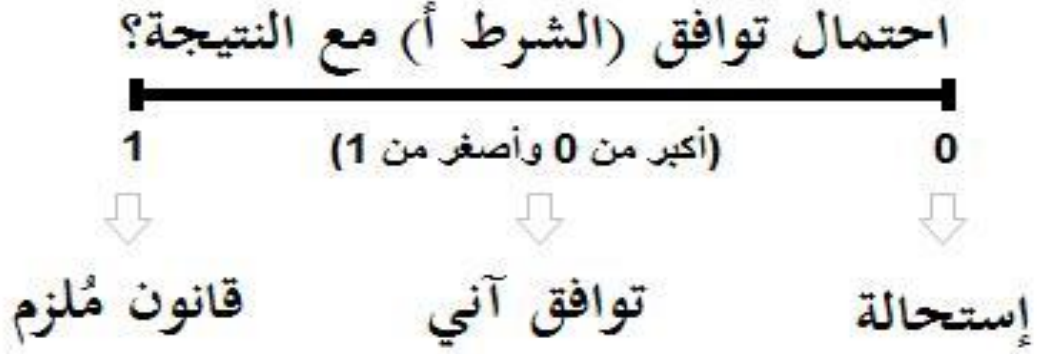 احتمال توافق (الشرط أ) مع النتيجة؟
0 (أكبر من 0 وأصغر من 1) 1
إستحالة توافق آني قانون مُلزم